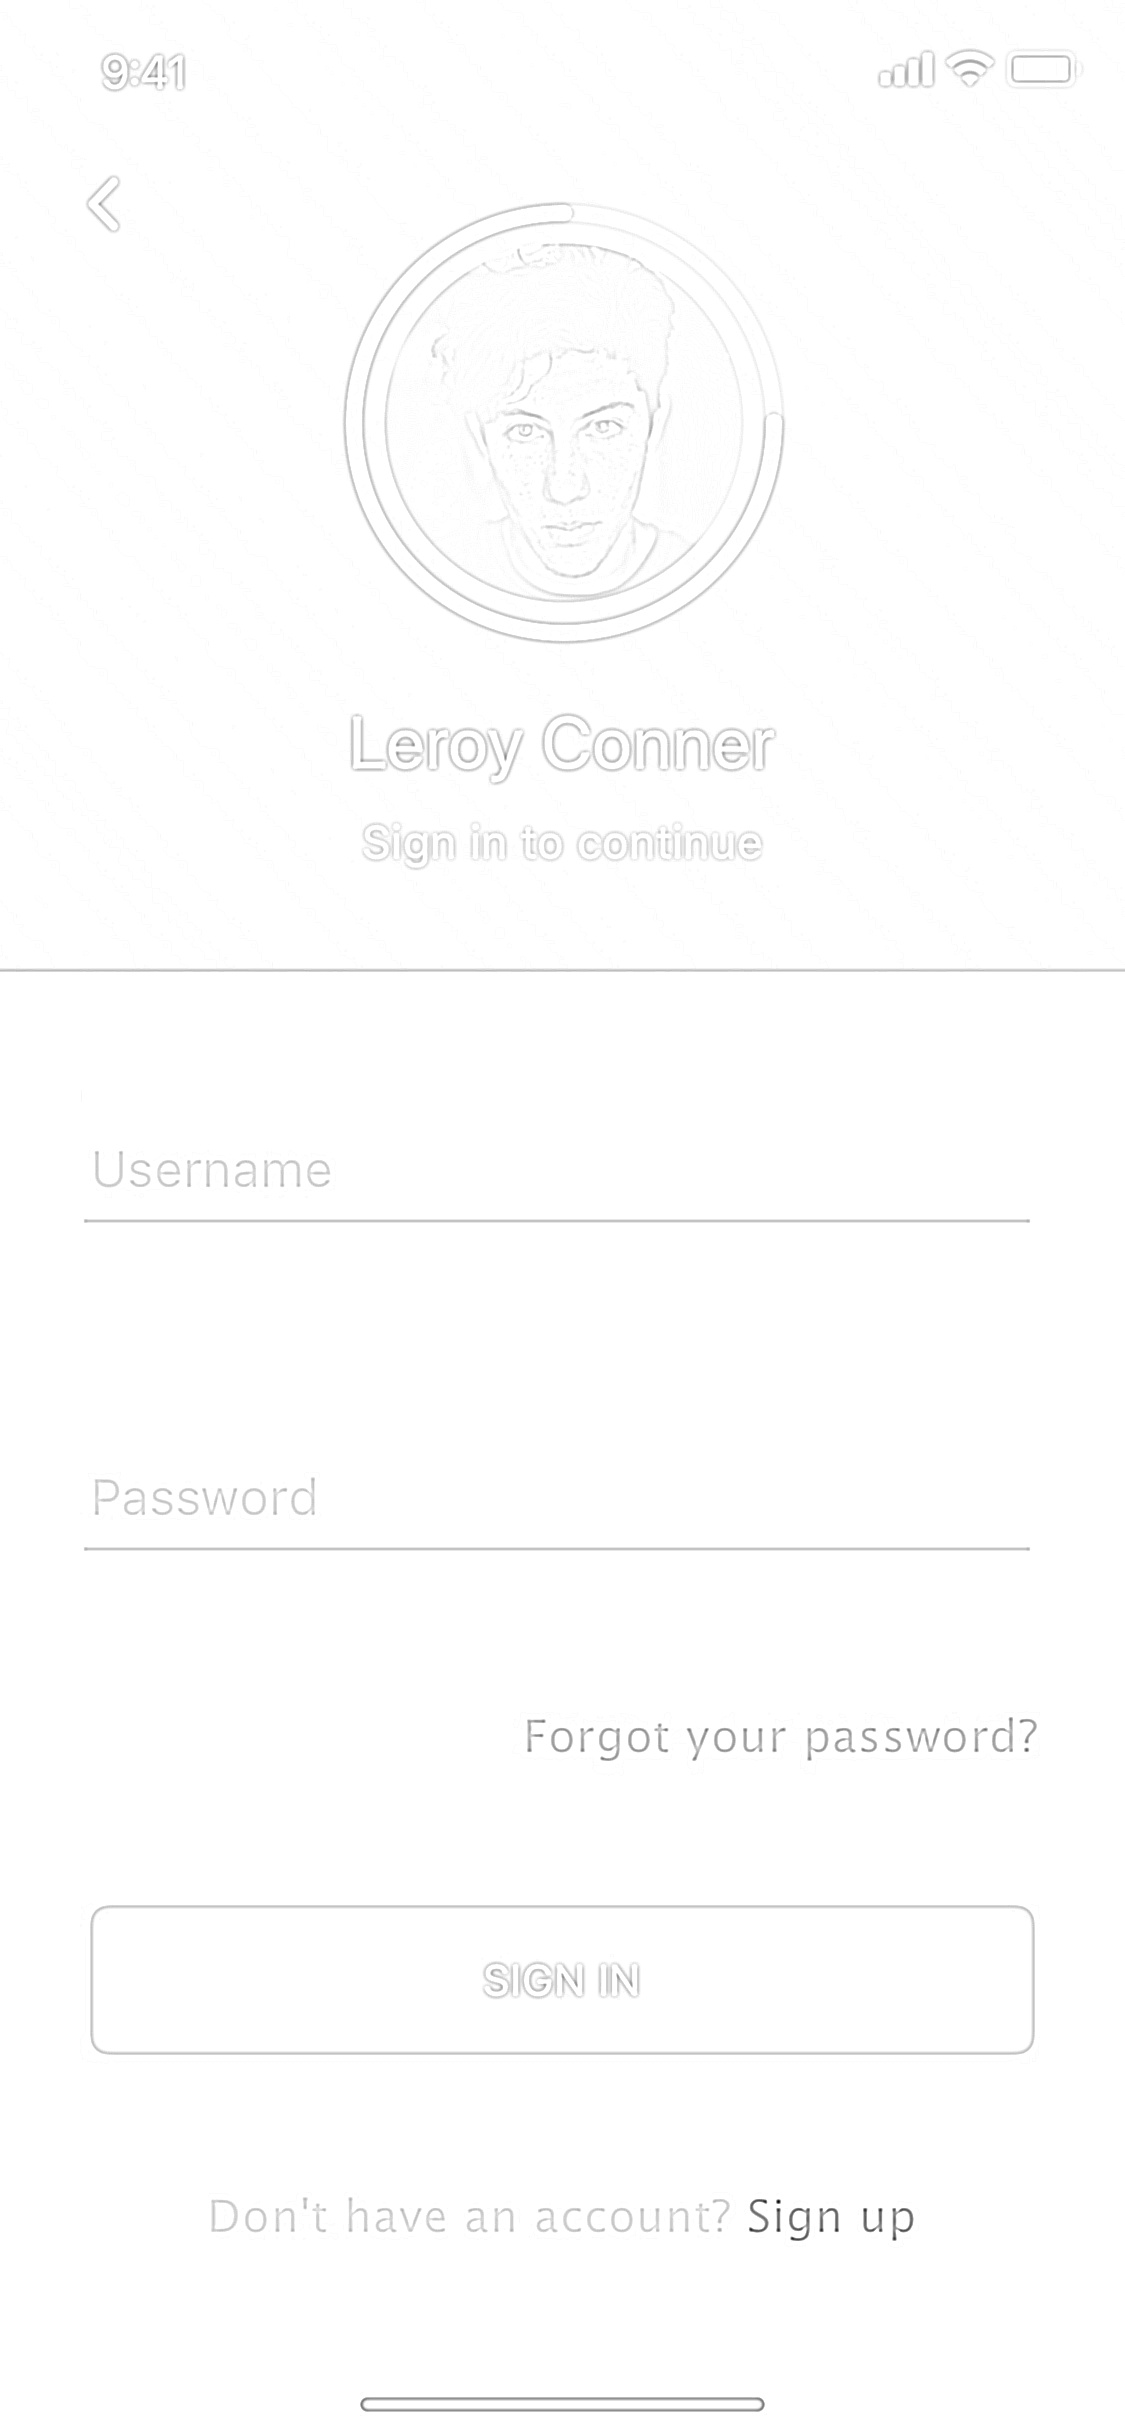 9:41
Leroy Conner
Sign in to continue
Username
Password
Forgot your password?
SIGN IN
Don't have an account? Sign up